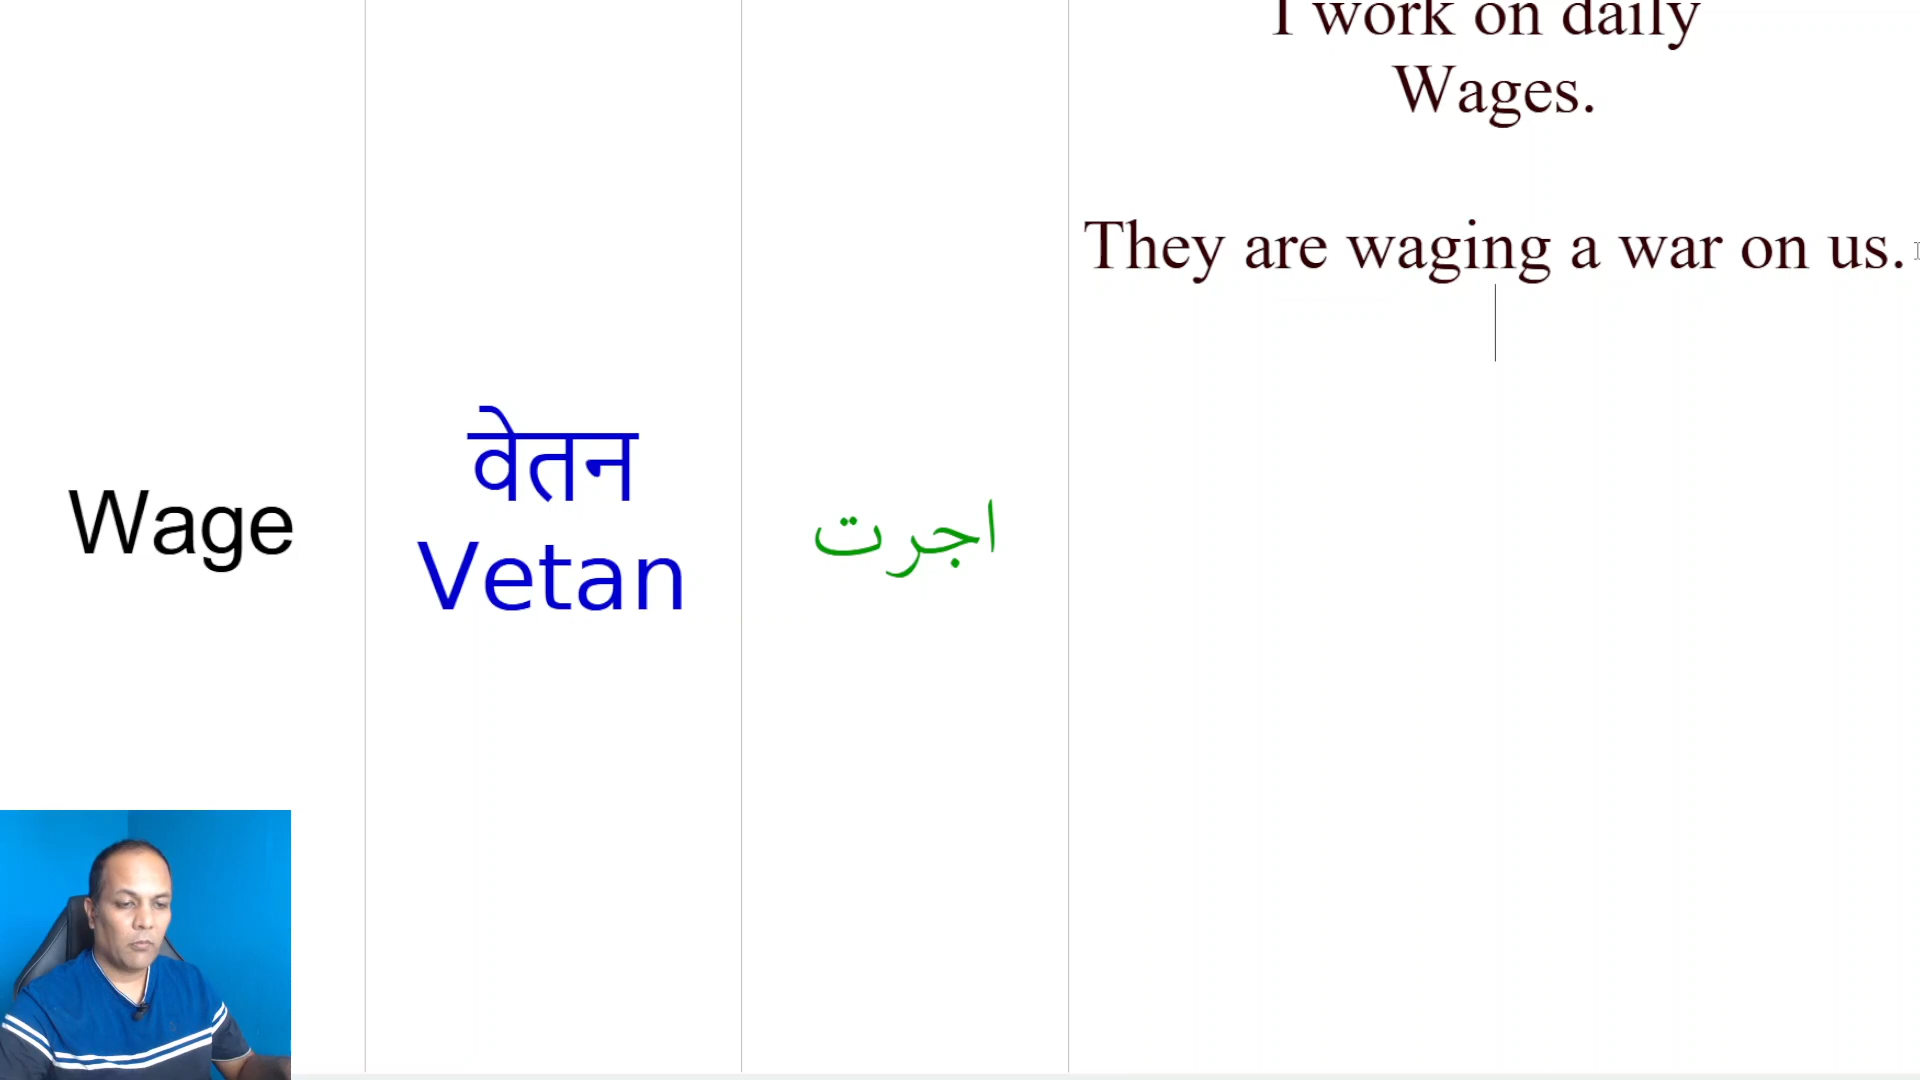 I work on daily
Wages.
They are waging a war on us.
Wage
वेतन
Vetan
اجرت